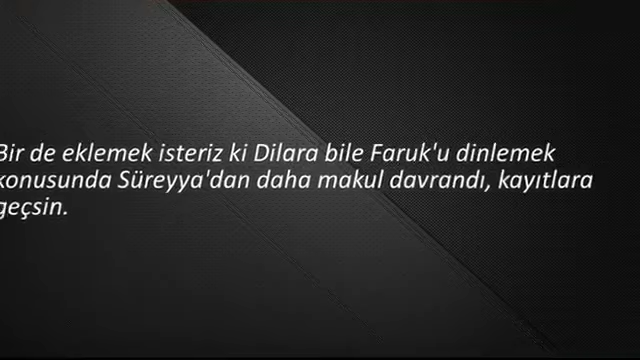 Bir de eklemek isteriz ki Dilara bile Faruk'u dinlemek
konusunda Süreyya'dan daha makul davrandı, kayıtlara
geçsin.